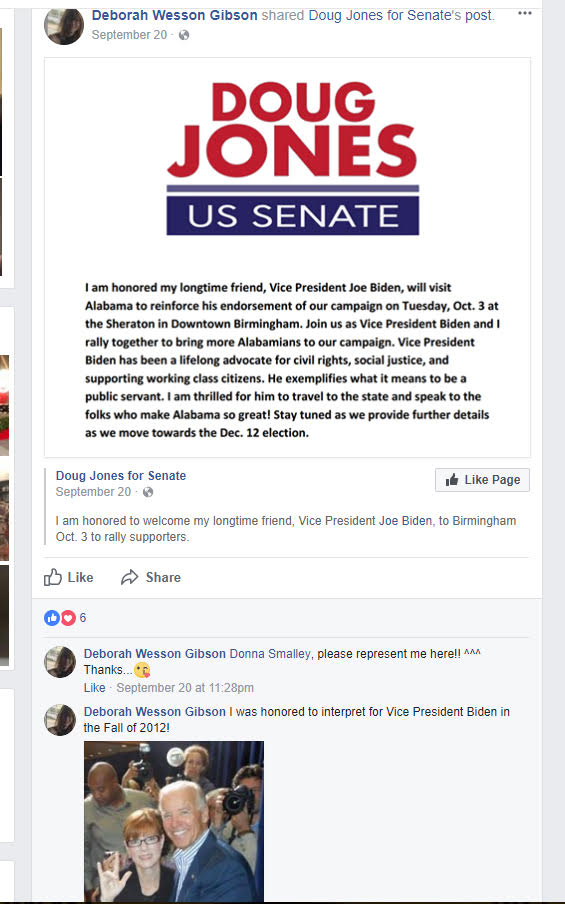 Deborah Wesson Gibson shared Doug Jones for Senate's post.
September 20 ·
DOUG
JONES
US SENATE
I am honored my longtime friend, Vice President Joe Biden, will visit
Alabama to reinforce his endorsement of our campaign on Tuesday, Oct. 3 at
the Sheraton in Downtown Birmingham. Join us as Vice President Biden and I
rally together to bring more Alabamians to our campaign. Vice President
Biden has been a lifelong advocate for civil rights, social justice, and
supporting working class citizens. He exemplifies what it means to be a
public servant. I am thrilled for him to travel to the state and speak to the
folks who make Alabama so great! Stay tuned as we provide further details
as we move towards the Dec. 12 election.
Doug Jones for Senate
September 20 ·
Like Page
I am honored to welcome my longtime friend, Vice President Joe Biden, to Birmingham
Oct. 3 to rally supporters.
Like Share
6
Deborah Wesson Gibson Donna Smalley, please represent me here!! ^^^
Thanks...😘
Like · September 20 at 11:28pm
Deborah Wesson Gibson I was honored to interpret for Vice President Biden in
the Fall of 2012!